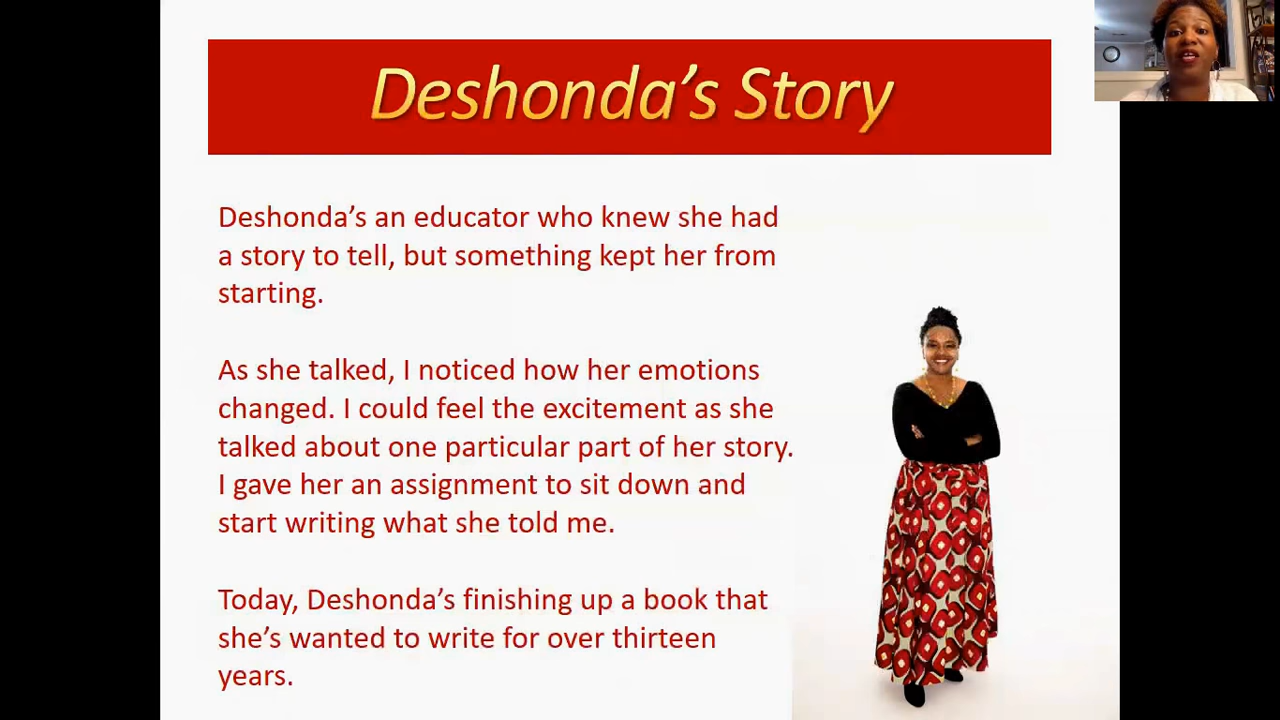 Deshonda’s Story
Deshonda’s an educator who knew she had
a story to tell, but something kept her from
starting.
As she talked, I noticed how her emotions
changed. I could feel the excitement as she
talked about one particular part of her story.
I gave her an assignment to sit down and
start writing what she told me.
Today, Deshonda’s finishing up a book that
she’s wanted to write for over thirteen
years.